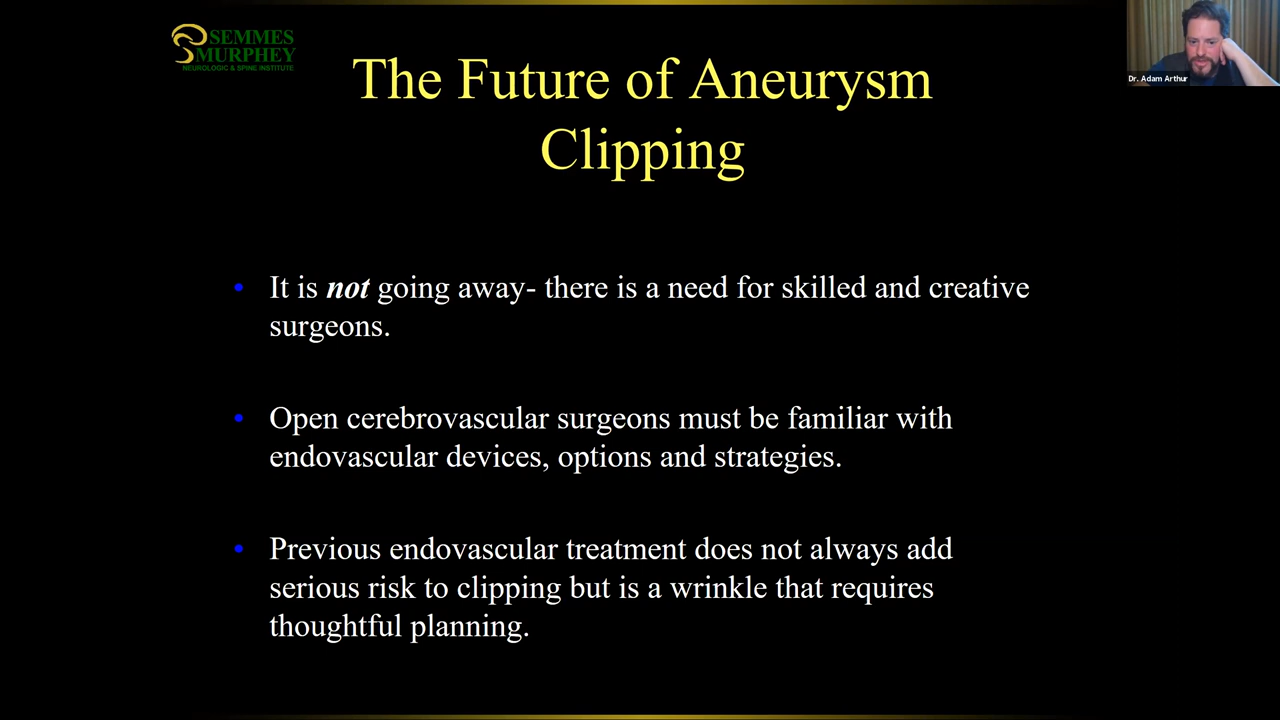 SEMMES
MURPHEY
NEUROLOGIC & SPINE INSTITUTE
The Future of Aneurysm
Clipping
Dr. Adam Arthur
• It is not going away- there is a need for skilled and creative
surgeons.
• Open cerebrovascular surgeons must be familiar with
endovascular devices, options and strategies.
• Previous endovascular treatment does not always add
serious risk to clipping but is a wrinkle that requires
thoughtful planning.